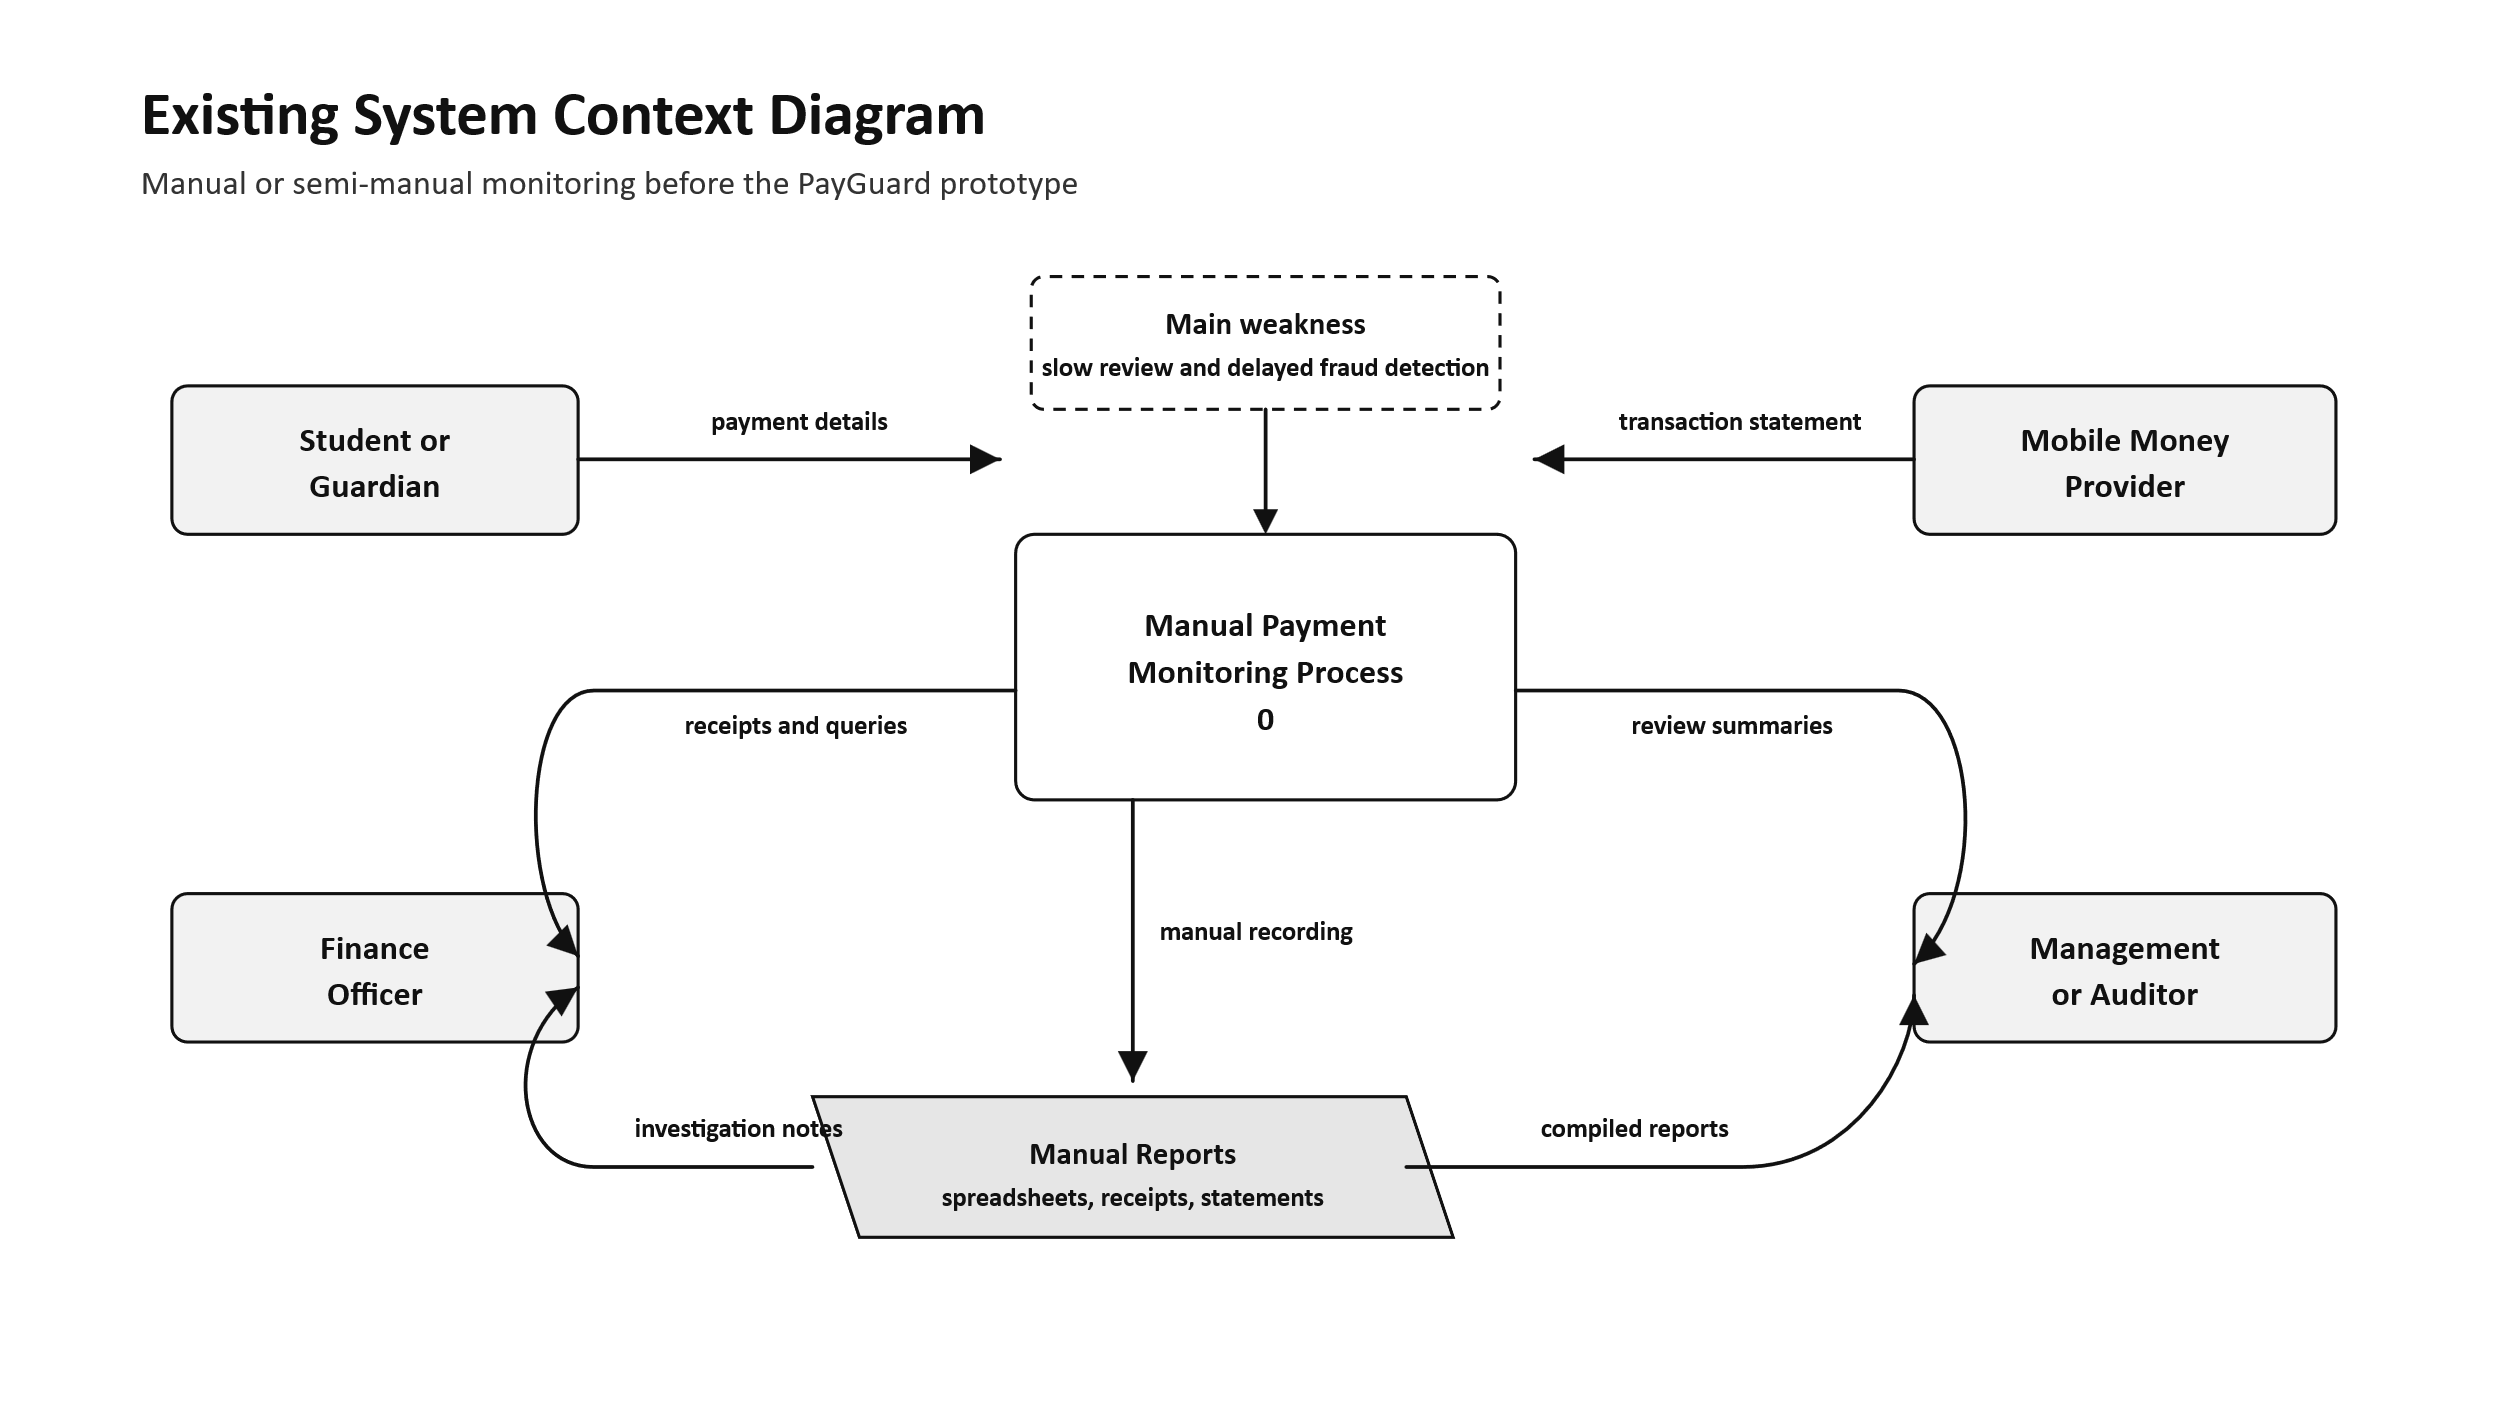 Existing System Context Diagram
Manual or semi-manual monitoring before the PayGuard prototype
Main weakness
slow review and delayed fraud detection
Student or
Guardian
payment details
transaction statement
Mobile Money
Provider
Manual Payment
Monitoring Process
0
receipts and queries
review summaries
Finance
Officer
manual recording
Management
or Auditor
investigation notes
Manual Reports
spreadsheets, receipts, statements
compiled reports